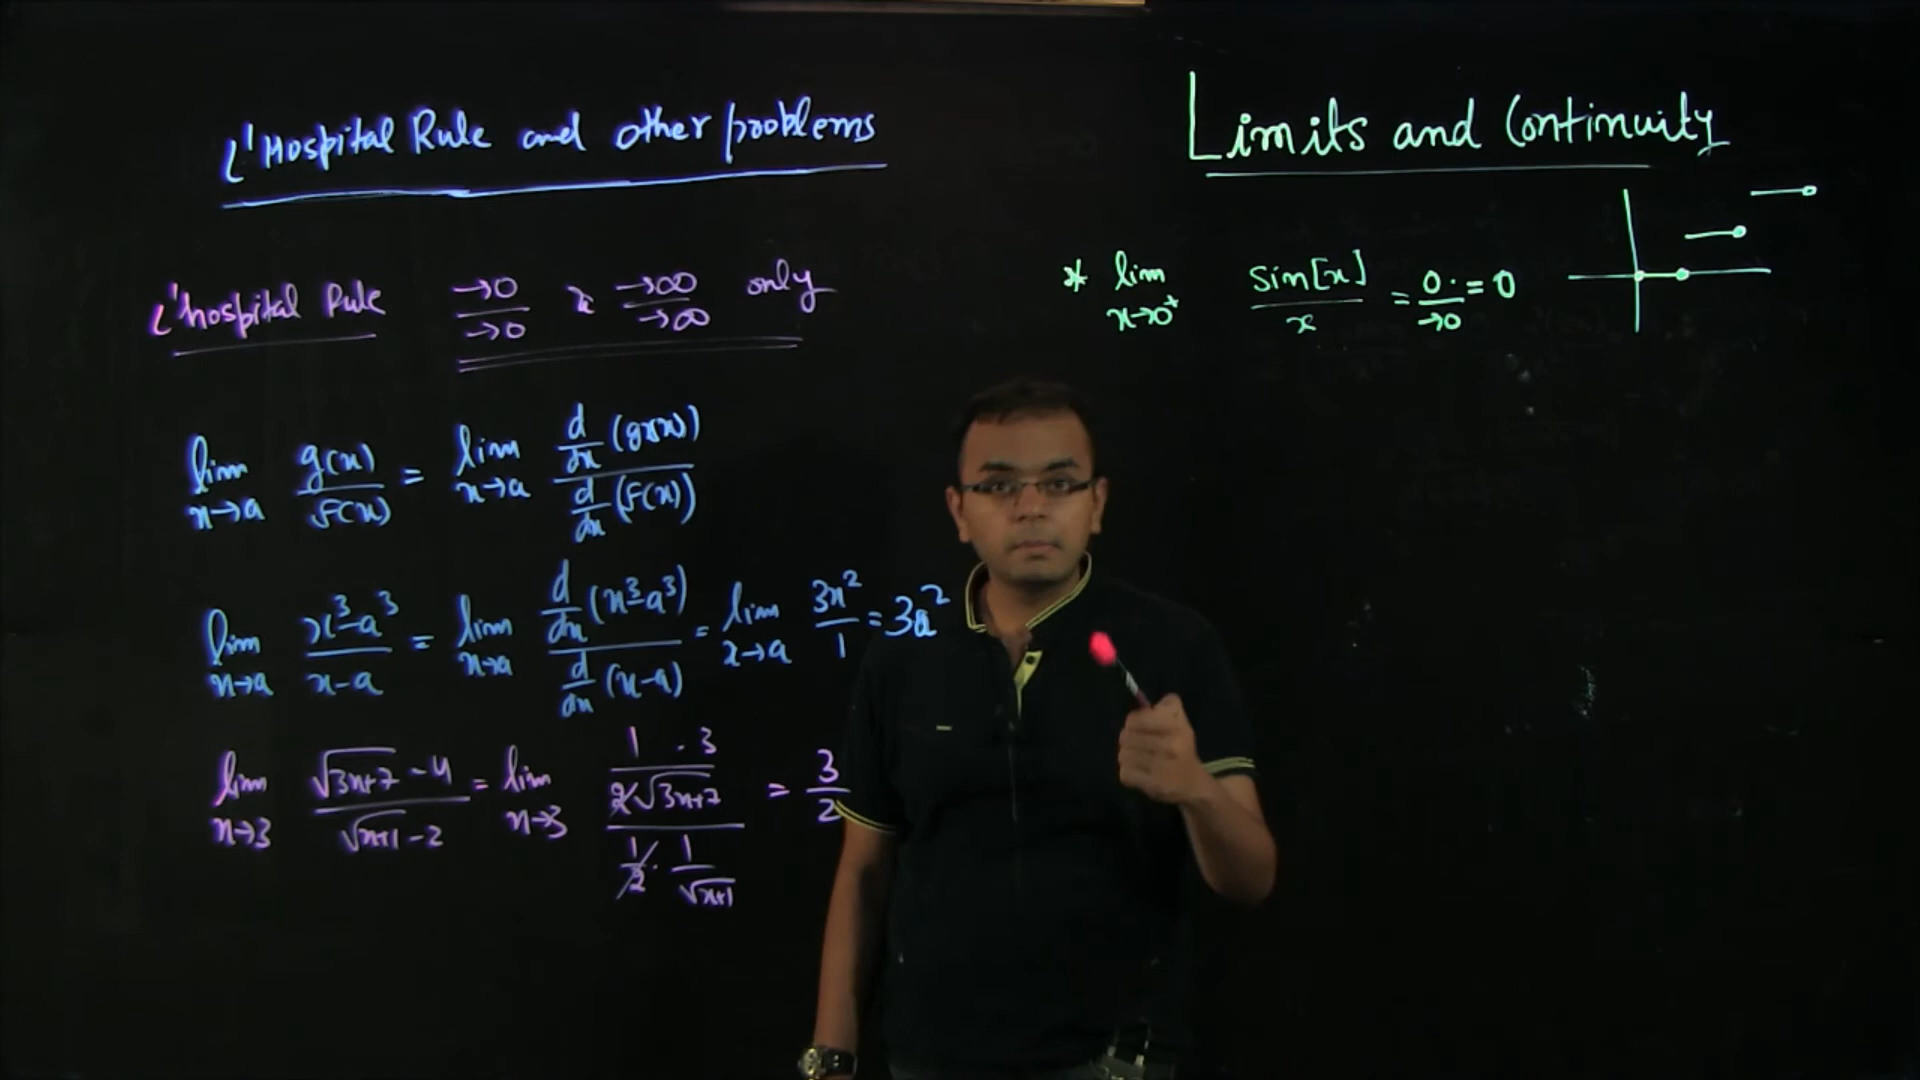 L'Hospital Rule and other problems
L'hospital Rule →0/→0 & →∞/→∞ only
lim x→a g(x)/f(x) = lim x→a d/dx (g(x)) / d/dx (f(x))
lim x→a x³-a³/x-a = lim x→a d/dx (x³-a³) / d/dx (x-a) = lim x→a 3x²/1 = 3a²
lim x→3 √3x+7 -4 / √x+1 -2 = lim x→3 1/2√3x+7 · 3 / 1/2 · 1/√x+1 = 3/2
Limits and Continuity
* lim x→0⁺ sin[x]/x = 0/→0 = 0